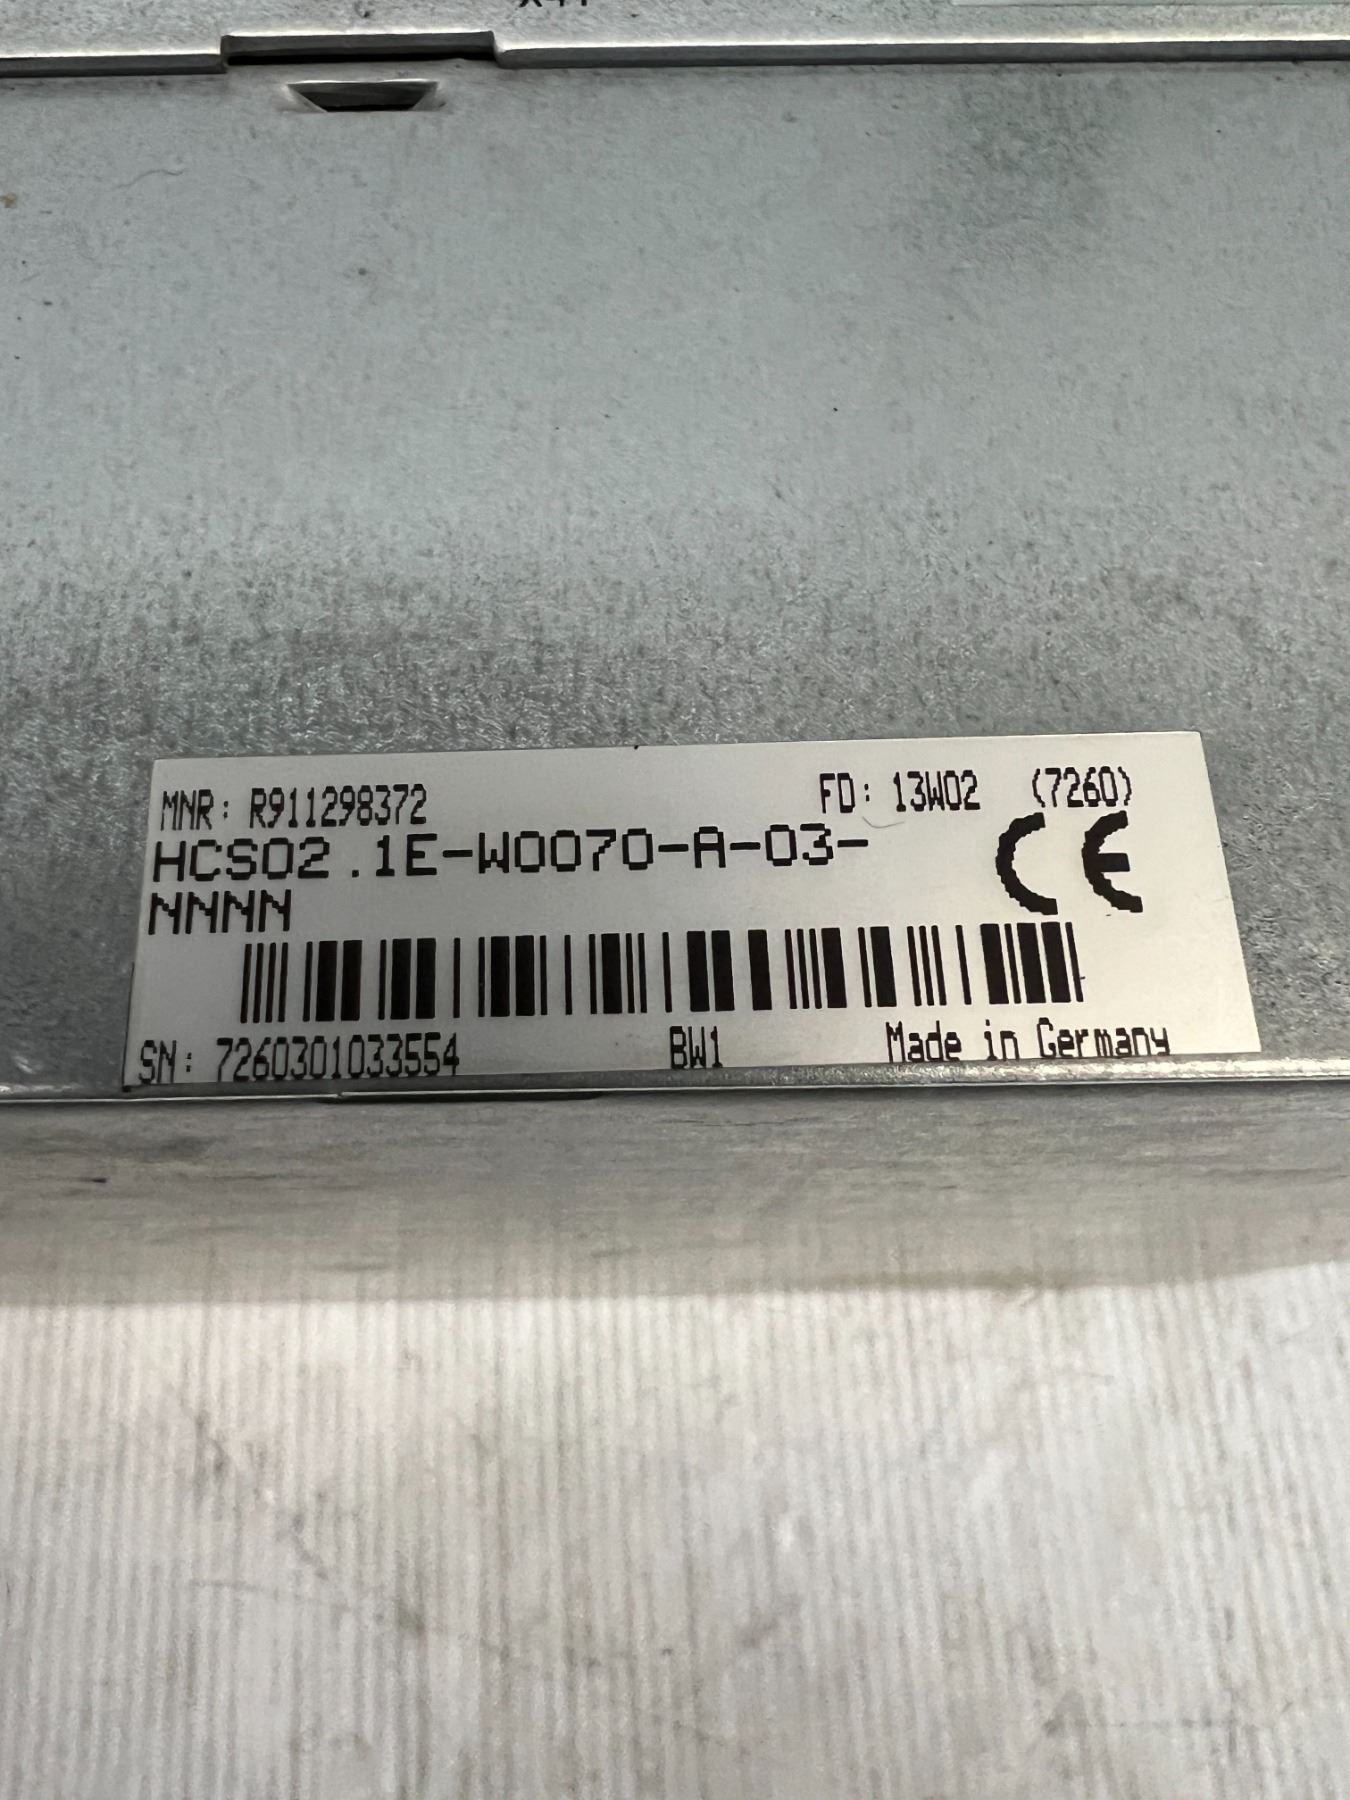 MNR: R911298372 FD: 13W02 (7260)
HCS02.1E-W0070-A-03-
NNNN
CE
SN: 7260301033554 BW1 Made in Germany